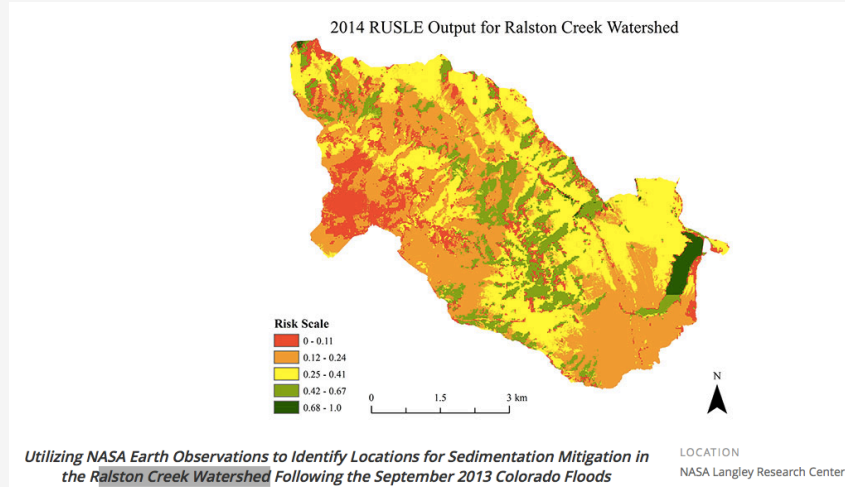 2014 RUSLE Output for Ralston Creek Watershed
Risk Scale
0 - 0.11
0.12 - 0.24
0.25 - 0.41
0.42 - 0.67
0.68 - 1.0
0 1.5 3 km
N
Utilizing NASA Earth Observations to Identify Locations for Sedimentation Mitigation in
the Ralston Creek Watershed Following the September 2013 Colorado Floods
LOCATION
NASA Langley Research Center